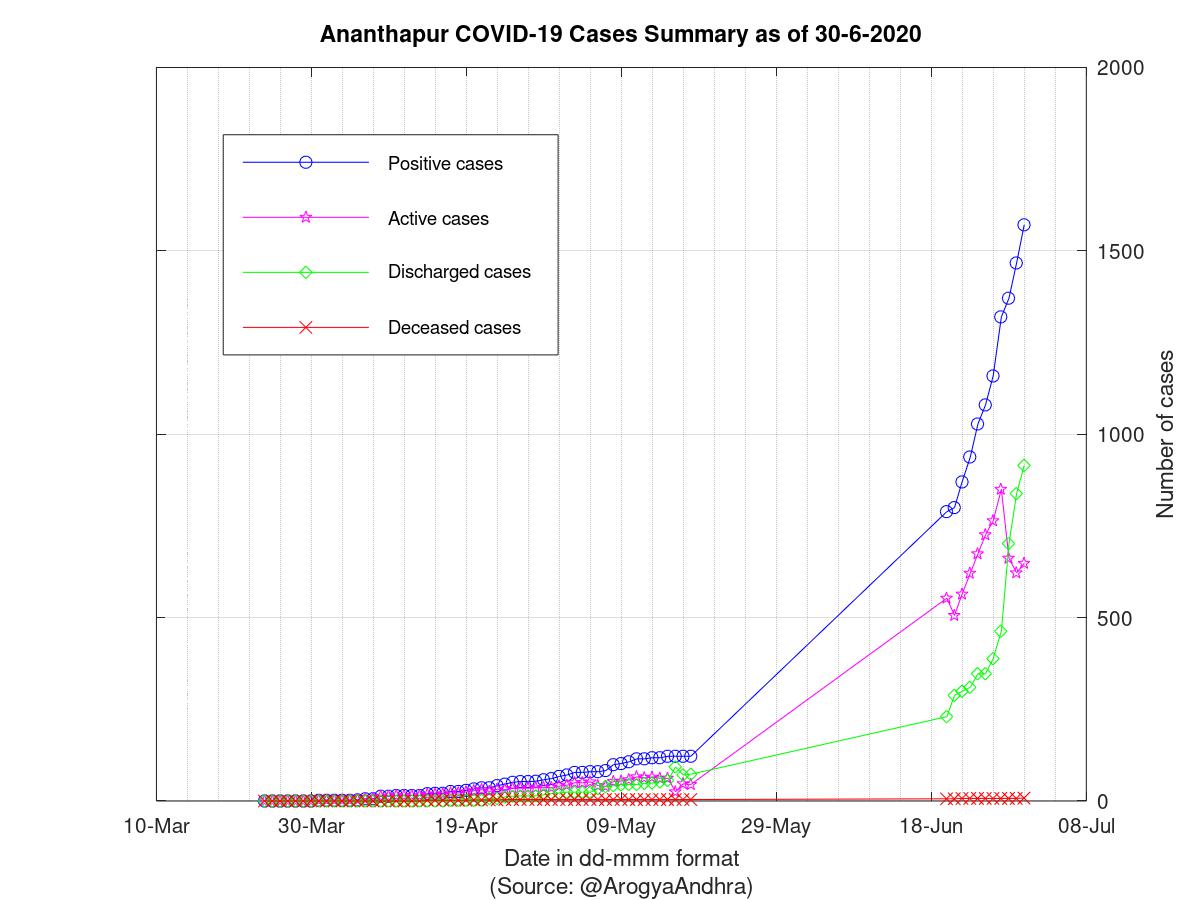 Ananthapur COVID-19 Cases Summary as of 30-6-2020
Positive cases
Active cases
Discharged cases
Deceased cases
2000
1500
1000
500
0
Number of cases
10-Mar 30-Mar 19-Apr 09-May 29-May 18-Jun 08-Jul
Date in dd-mmm format
(Source: @ArogyaAndhra)